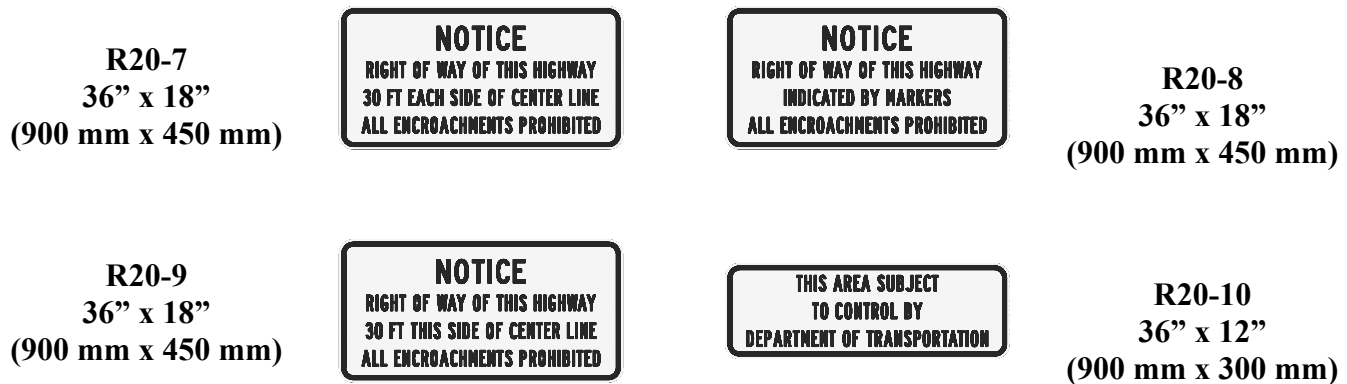 R20-7
36” x 18”
(900 mm x 450 mm)
NOTICE
RIGHT OF WAY OF THIS HIGHWAY
30 FT EACH SIDE OF CENTER LINE
ALL ENCROACHMENTS PROHIBITED
NOTICE
RIGHT OF WAY OF THIS HIGHWAY
INDICATED BY MARKERS
ALL ENCROACHMENTS PROHIBITED
R20-8
36” x 18”
(900 mm x 450 mm)
R20-9
36” x 18”
(900 mm x 450 mm)
NOTICE
RIGHT OF WAY OF THIS HIGHWAY
30 FT THIS SIDE OF CENTER LINE
ALL ENCROACHMENTS PROHIBITED
THIS AREA SUBJECT
TO CONTROL BY
DEPARTMENT OF TRANSPORTATION
R20-10
36” x 12”
(900 mm x 300 mm)